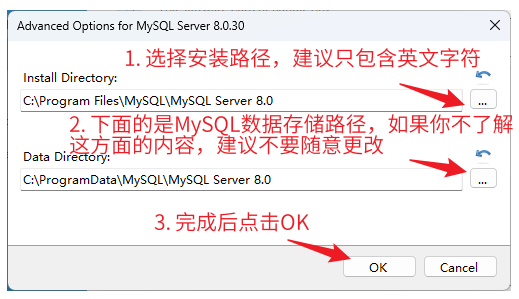 Advanced Options for MySQL Server 8.0.30
1. 选择安装路径，建议只包含英文字符
Install Directory:
C:\Program Files\MySQL\MySQL Server 8.0
...
2. 下面的是MySQL数据存储路径，如果你不了解
这方面的内容，建议不要随意更改
Data Directory:
C:\ProgramData\MySQL\MySQL Server 8.0
...
3. 完成后点击OK
OK
Cancel